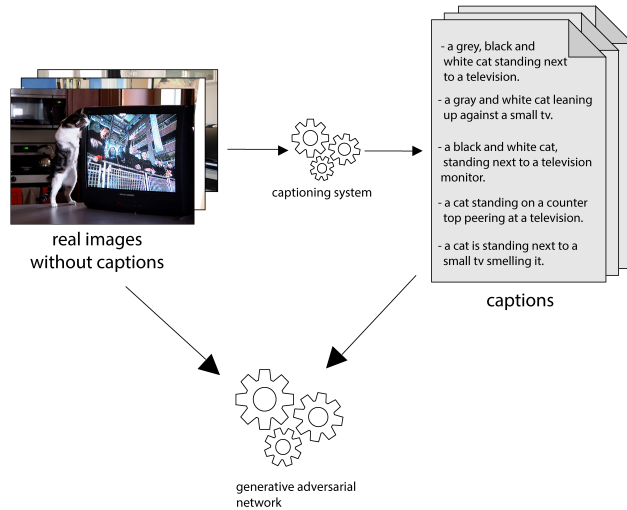 - a grey, black and
white cat standing next
to a television.
- a gray and white cat leaning
up against a small tv.
- a black and white cat,
standing next to a television
monitor.
- a cat standing on a counter
top peering at a television.
- a cat is standing next to a
small tv smelling it.
captioning system
real images
without captions
captions
generative adversarial
network